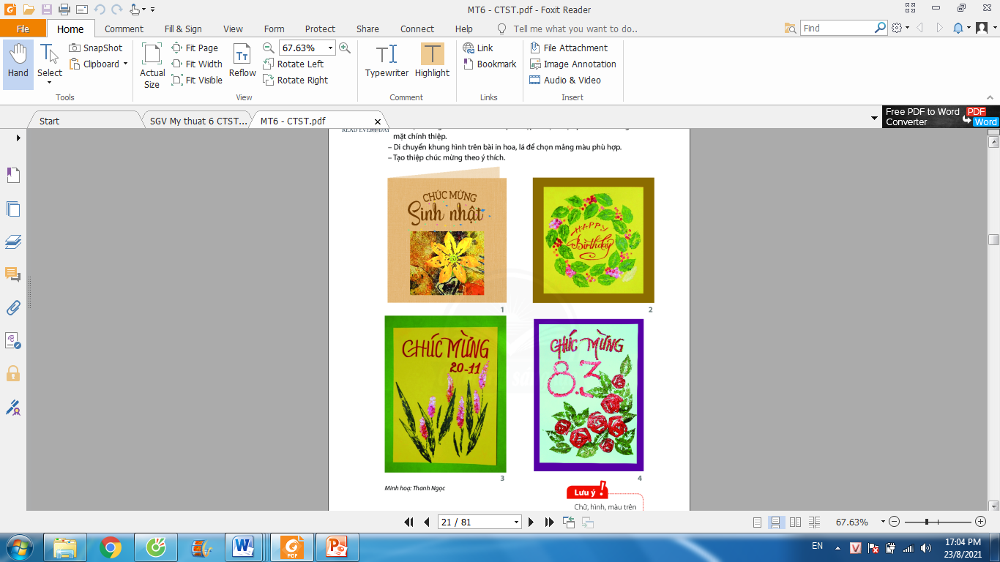 MT6 - CTST.pdf - Foxit Reader
File
Home
Comment
Fill & Sign
View
Form
Protect
Share
Connect
Help
Tell me what you want to do..
Find
Hand
Select
SnapShot
Clipboard
Tools
Actual Size
Fit Page
Fit Width
Fit Visible
Reflow
67.63%
Rotate Left
Rotate Right
View
Typewriter
Highlight
Comment
Link
Bookmark
Links
File Attachment
Image Annotation
Audio & Video
Insert
Start
SGV My thuat 6 CTST...
MT6 - CTST.pdf
Free PDF to Word
Converter
PDF
Word
READ EVERY DAY
mặt chính thiệp.
– Di chuyển khung hình trên bài in hoa, lá để chọn mảng màu phù hợp.
– Tạo thiệp chúc mừng theo ý thích.
CHÚC MỪNG
Sinh nhật
1
HAPPY
Birthday
2
CHÚC MỪNG
20-11
3
CHÚC MỪNG
8.3
4
Minh hoạ: Thanh Ngọc
Lưu ý !
Chữ, hình, màu trên
21 / 81
67.63%
PDF
EN
17:04 PM
23/8/2021